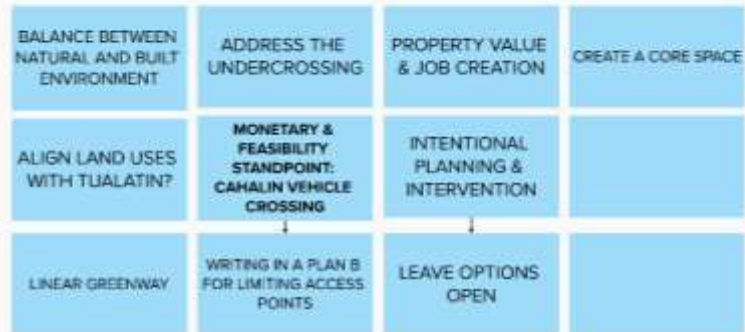 BALANCE BETWEEN
NATURAL AND BUILT
ENVIRONMENT
ADDRESS THE
UNDERCROSSING
PROPERTY VALUE
& JOB CREATION
CREATE A CORE SPACE
ALIGN LAND USES
WITH TUALATIN?
MONETARY &
FEASIBILITY
STANDPOINT:
CAHALIN VEHICLE
CROSSING
INTENTIONAL
PLANNING &
INTERVENTION
LINEAR GREENWAY
WRITING IN A PLAN B
FOR LIMITING ACCESS
POINTS
LEAVE OPTIONS
OPEN